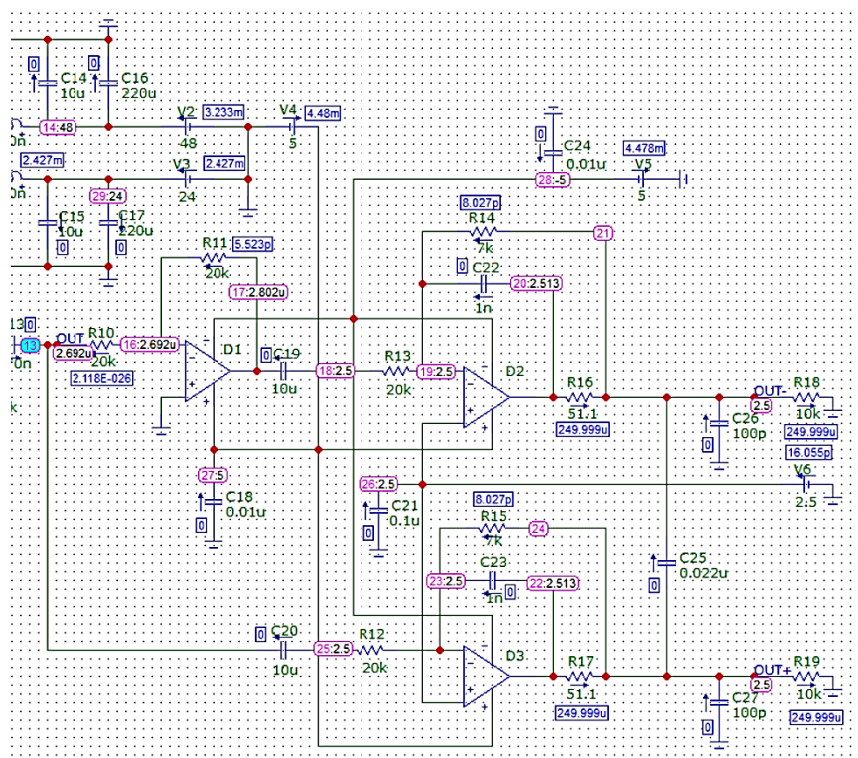 0
C14
10u
0
C16
220u
14:48
0n
V2
3.233m
48
V4
4.48m
5
2.427m
0n
V3
2.427m
24
29:24
C15
10u
0
C17
220u
0
0
C24
0.01u
28:-5
4.478m
V5
5
8.027p
R14
7k
21
R11
5.523p
20k
17:2.802u
0
C22
1n
20:2.513
13
0
13
0n
k
OUT
2.692u
R10
20k
2.118E-026
16:2.692u
D1
0
C19
10u
18:2.5
R13
20k
19:2.5
D2
R16
51.1
249.999u
OUT-
2.5
R18
10k
249.999u
C26
100p
0
16.055p
V6
2.5
27:5
C18
0.01u
0
26:2.5
C21
0.1u
0
8.027p
R15
7k
24
C23
1n
0
23:2.5
22:2.513
C25
0.022u
0
0
C20
10u
25:2.5
R12
20k
D3
R17
51.1
249.999u
OUT+
2.5
R19
10k
249.999u
C27
100p
0